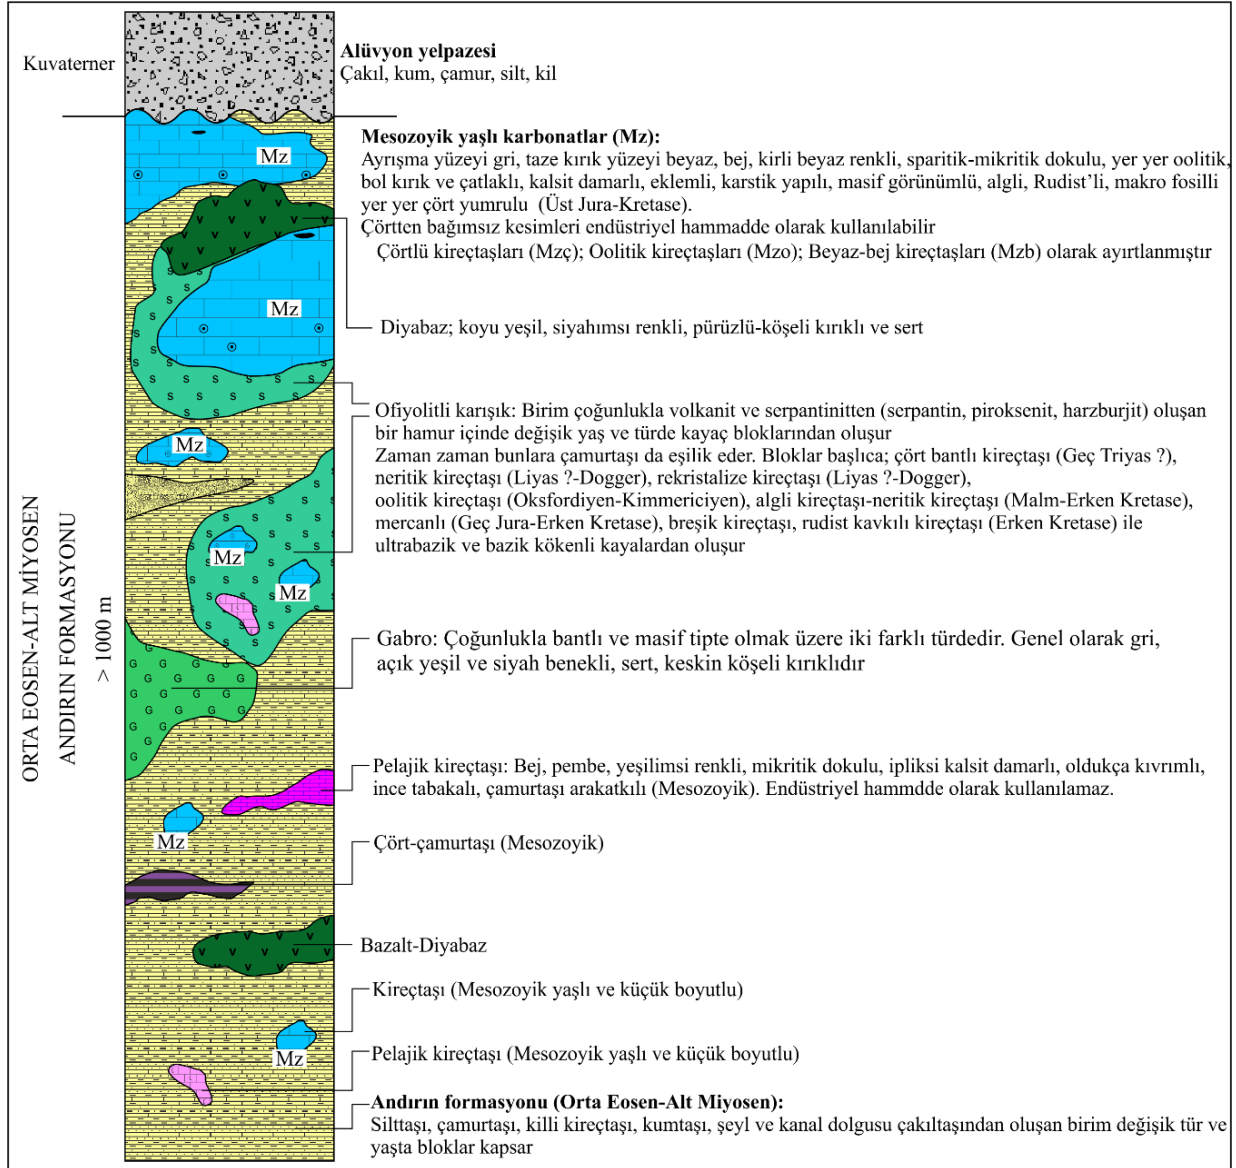 Kuvaterner
Alüvyon yelpazesi
Çakıl, kum, çamur, silt, kil
Mesozoyik yaşlı karbonatlar (Mz):
Ayrışma yüzeyi gri, taze kırık yüzeyi beyaz, bej, kirli beyaz renkli, sparitik-mikritik dokulu, yer yer oolitik,
bol kırık ve çatlaklı, kalsit damarlı, eklemli, karstik yapılı, masif görünümlü, algli, Rudist’li, makro fosilli
yer yer çört yumrulu (Üst Jura-Kretase).
Çörtten bağımsız kesimleri endüstriyel hammadde olarak kullanılabilir
Çörtlü kireçtaşları (Mzç); Oolitik kireçtaşları (Mzo); Beyaz-bej kireçtaşları (Mzb) olarak ayırtlanmıştır
Mz
Mz
Diyabaz; koyu yeşil, siyahımsı renkli, pürüzlü-köşeli kırıklı ve sert
Ofiyolitli karışık: Birim çoğunlukla volkanit ve serpantinitten (serpantin, piroksenit, harzburjit) oluşan
bir hamur içinde değişik yaş ve türde kayaç bloklarından oluşur
Zaman zaman bunlara çamurtaşı da eşilik eder. Bloklar başlıca; çört bantlı kireçtaşı (Geç Triyas ?),
neritik kireçtaşı (Liyas ?-Dogger), rekristalize kireçtaşı (Liyas ?-Dogger),
oolitik kireçtaşı (Oksfordiyen-Kimmericiyen), algli kireçtaşı-neritik kireçtaşı (Malm-Erken Kretase),
mercanlı (Geç Jura-Erken Kretase), breşik kireçtaşı, rudist kavkılı kireçtaşı (Erken Kretase) ile
ultrabazik ve bazik kökenli kayalardan oluşur
Mz
Mz
Mz
ORTA EOSEN-ALT MİYOSEN
ANDIRIN FORMASYONU
> 1000 m
Gabro: Çoğunlukla bantlı ve masif tipte olmak üzere iki farklı türdedir. Genel olarak gri,
açık yeşil ve siyah benekli, sert, keskin köşeli kırıklıdır
Pelajik kireçtaşı: Bej, pembe, yeşilimsi renkli, mikritik dokulu, ipliksi kalsit damarlı, oldukça kıvrımlı,
ince tabakalı, çamurtaşı arakatkılı (Mesozoyik). Endüstriyel hammdde olarak kullanılamaz.
Mz
Çört-çamurtaşı (Mesozoyik)
Bazalt-Diyabaz
Kireçtaşı (Mesozoyik yaşlı ve küçük boyutlu)
Mz
Pelajik kireçtaşı (Mesozoyik yaşlı ve küçük boyutlu)
Andırın formasyonu (Orta Eosen-Alt Miyosen):
Silttaşı, çamurtaşı, killi kireçtaşı, kumtaşı, şeyl ve kanal dolgusu çakıltaşından oluşan birim değişik tür ve
yaşta bloklar kapsar